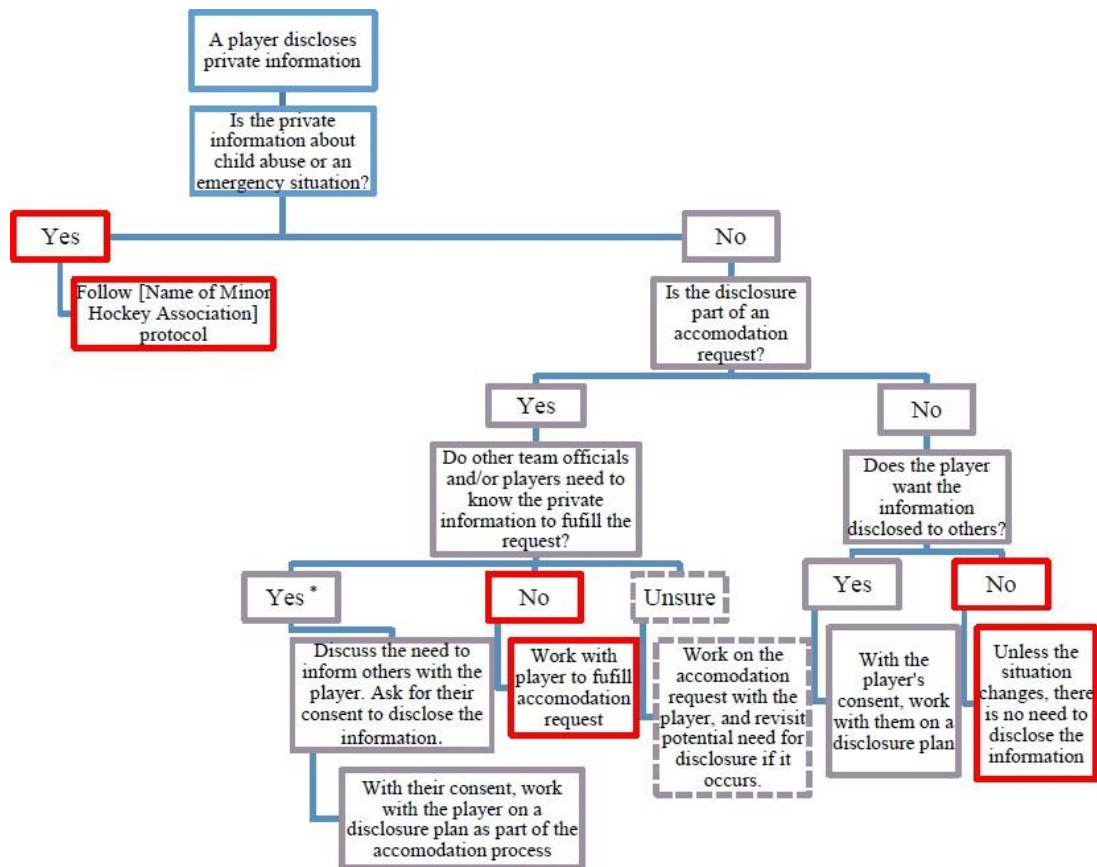 A player discloses
private information
Is the private
information about
child abuse or an
emergency situation?
Yes
No
Follow [Name of Minor
Hockey Association]
protocol
Is the disclosure
part of an
accomodation
request?
Yes
No
Do other team officials
and/or players need to
know the private
information to fufill the
request?
Does the player
want the
information
disclosed to others?
Yes *
No
Unsure
Yes
No
Discuss the need to
inform others with the
player. Ask for their
consent to disclose the
information.
Work with
player to fufill
accomodation
request
Work on the
accomodation
request with the
player, and revisit
potential need for
disclosure if it
occurs.
With the
player's
consent, work
with them on a
disclosure plan
Unless the
situation
changes, there
is no need to
disclose the
information
With their consent, work
with the player on a
disclosure plan as part of the
accomodation process